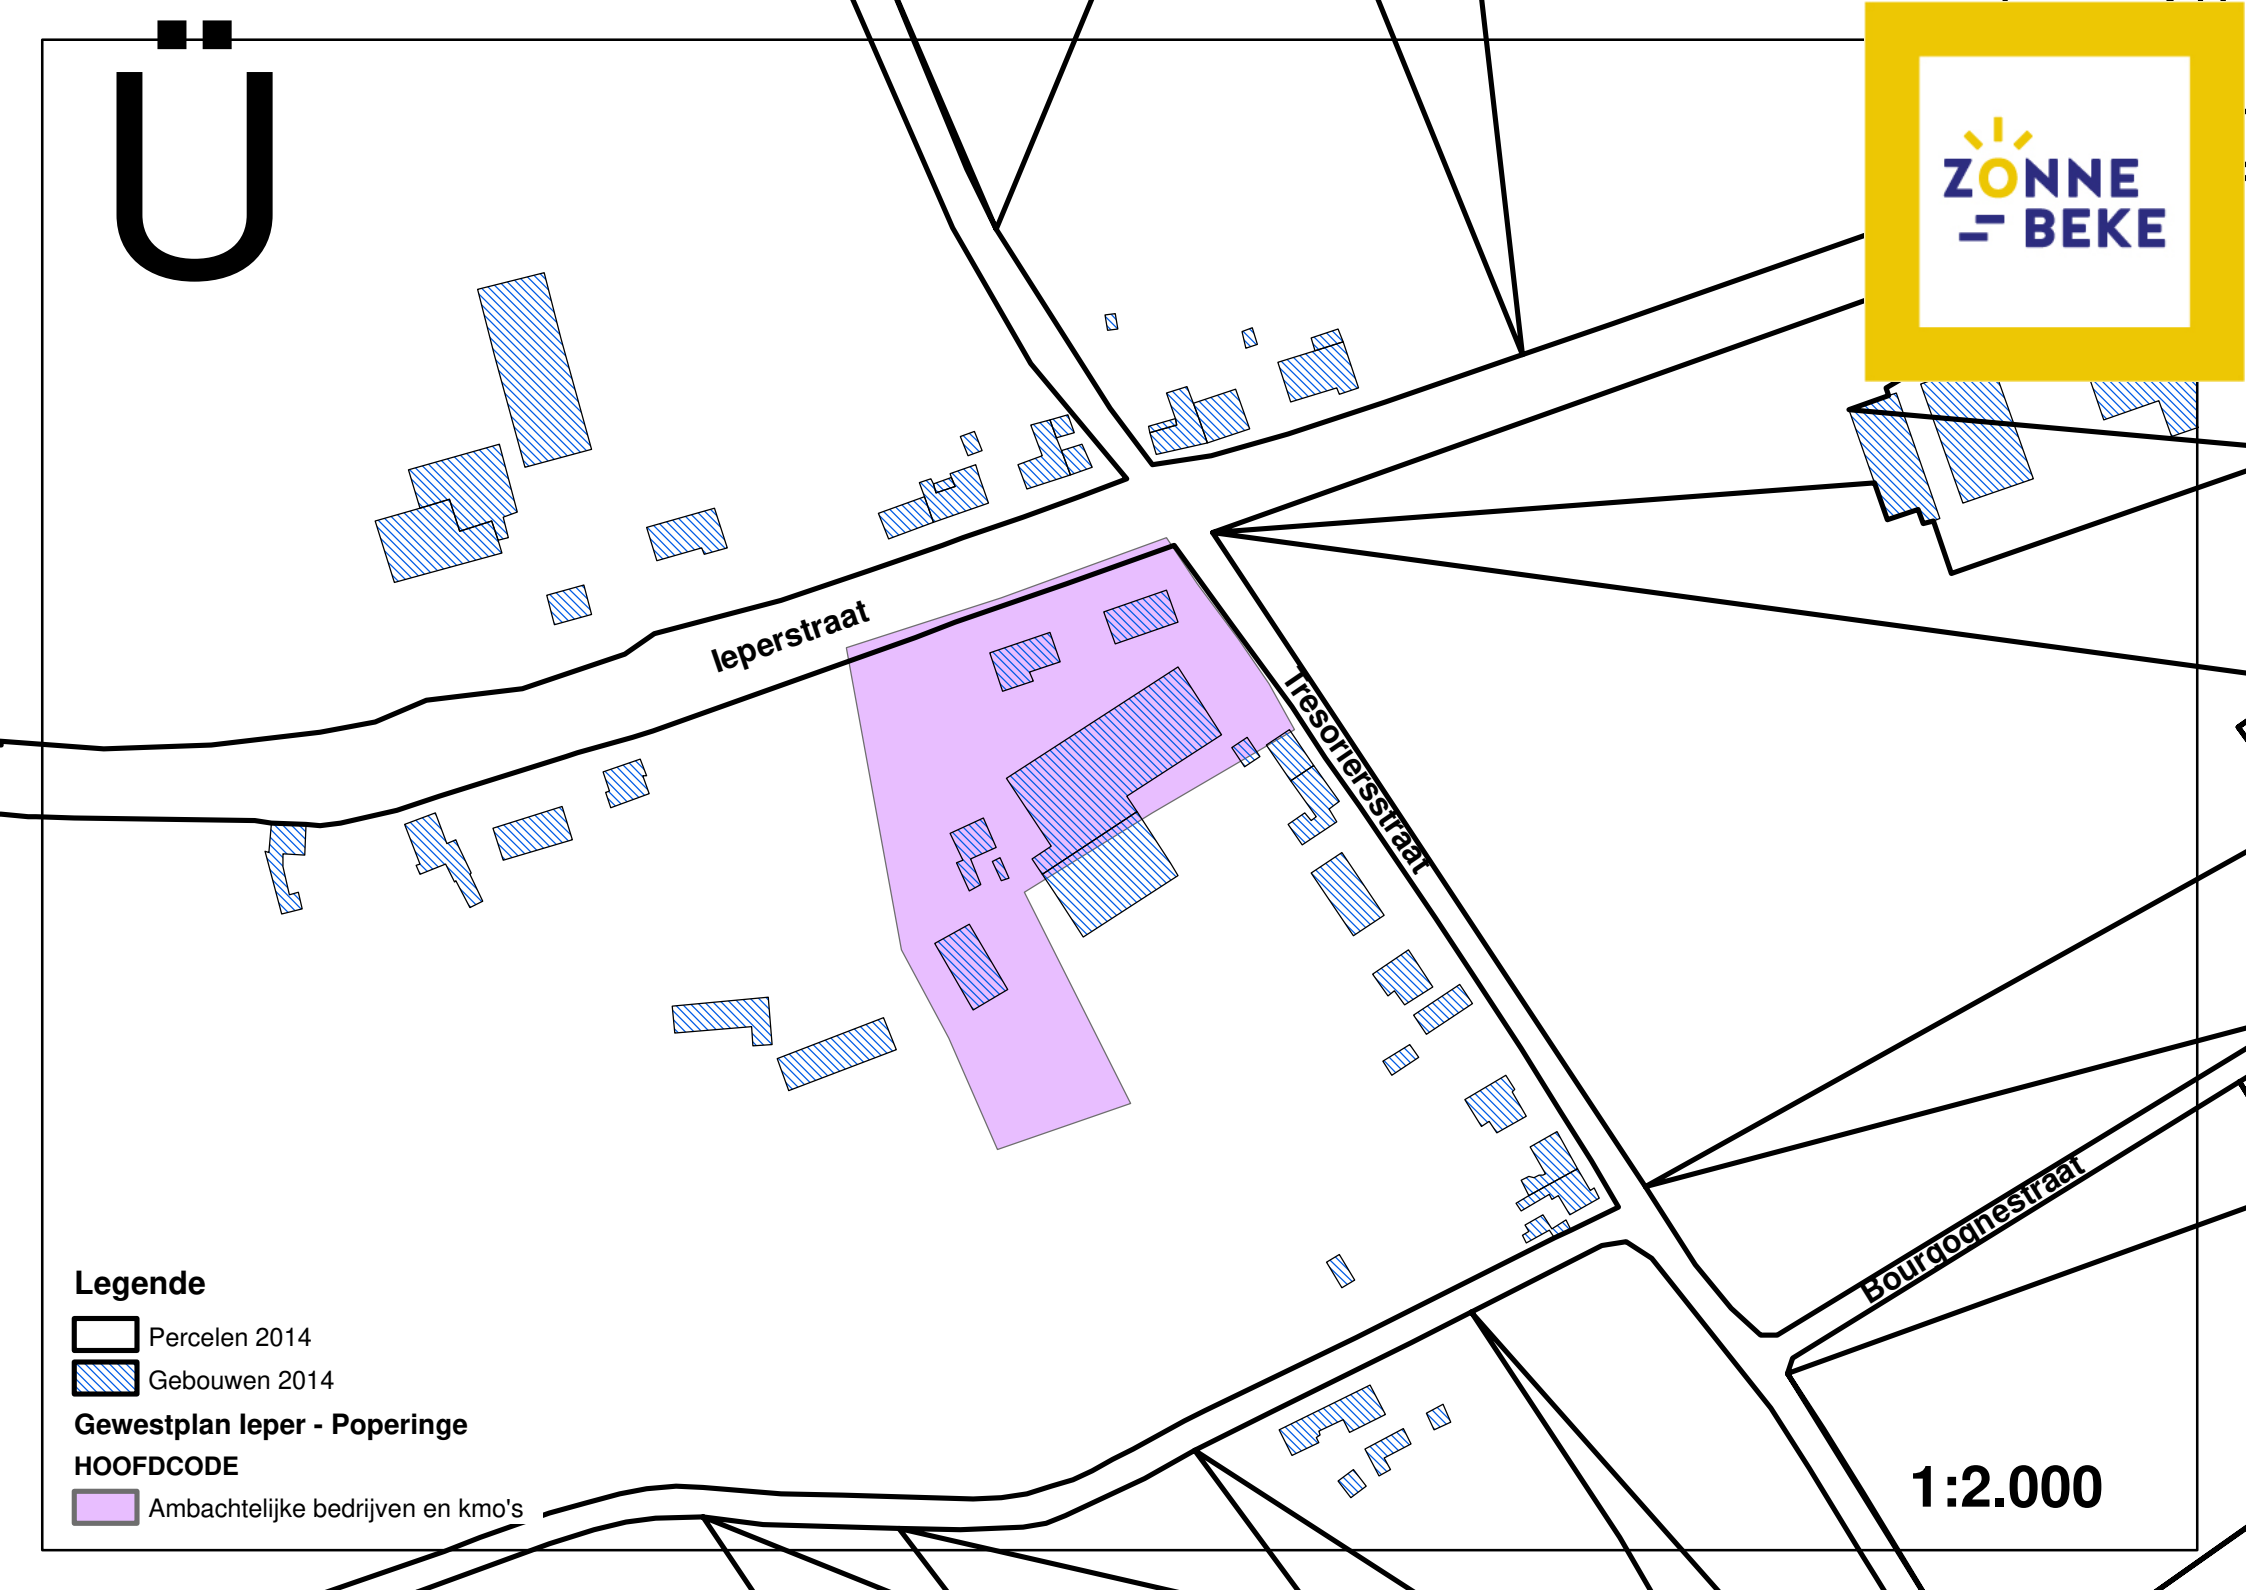 Ü
ZONNE
BEKE
Ieperstraat
Tresoriersstraat
Bourgognestraat
Legende
Percelen 2014
Gebouwen 2014
Gewestplan Ieper - Poperinge
HOOFDCODE
Ambachtelijke bedrijven en kmo's
1:2.000